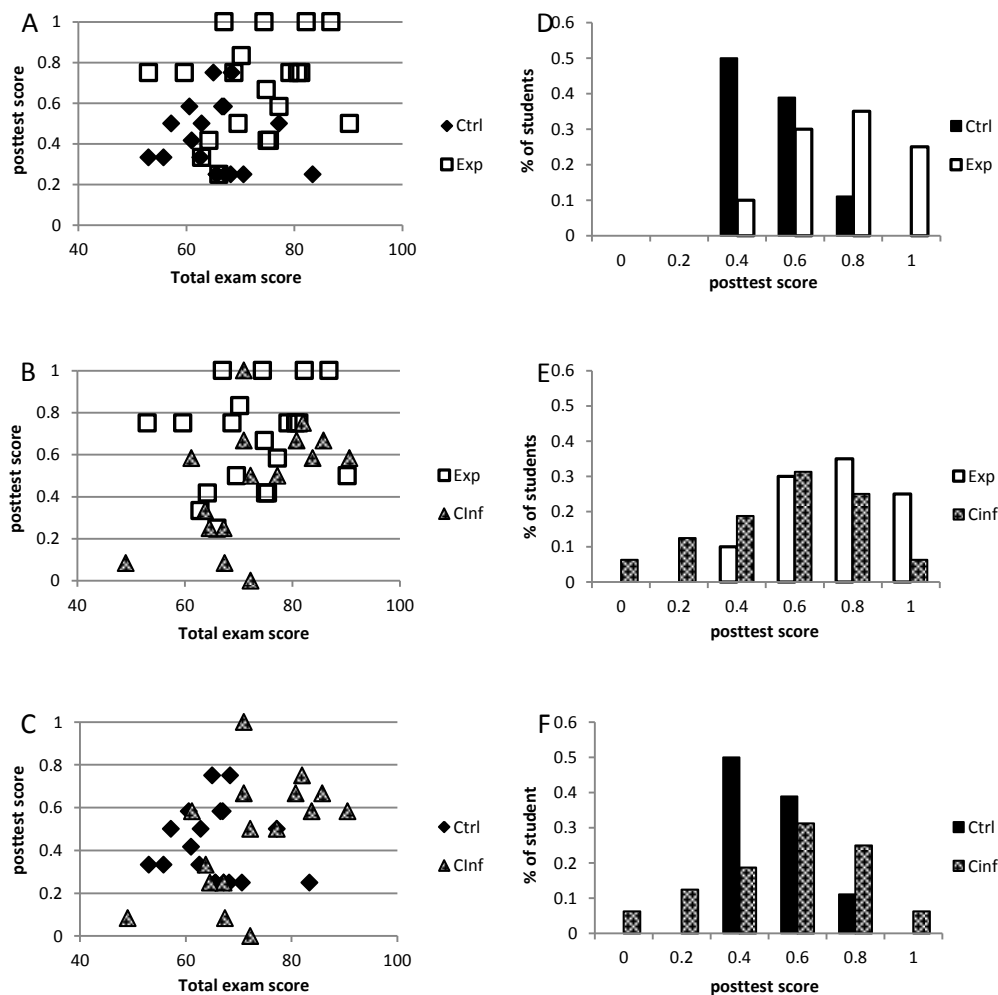 A
1
0.8
0.6
0.4
0.2
0
posttest score
40 60 80 100
Total exam score
Ctrl
Exp
D
0.6
0.5
0.4
0.3
0.2
0.1
0
% of students
0 0.2 0.4 0.6 0.8 1
posttest score
Ctrl
Exp
B
1
0.8
0.6
0.4
0.2
0
posttest score
40 60 80 100
Total exam score
Exp
CInf
E
0.6
0.5
0.4
0.3
0.2
0.1
0
% of students
0 0.2 0.4 0.6 0.8 1
posttest score
Exp
Cinf
C
1
0.8
0.6
0.4
0.2
0
posttest score
40 60 80 100
Total exam score
Ctrl
CInf
F
0.6
0.5
0.4
0.3
0.2
0.1
0
% of student
0 0.2 0.4 0.6 0.8 1
posttest score
Ctrl
Cinf